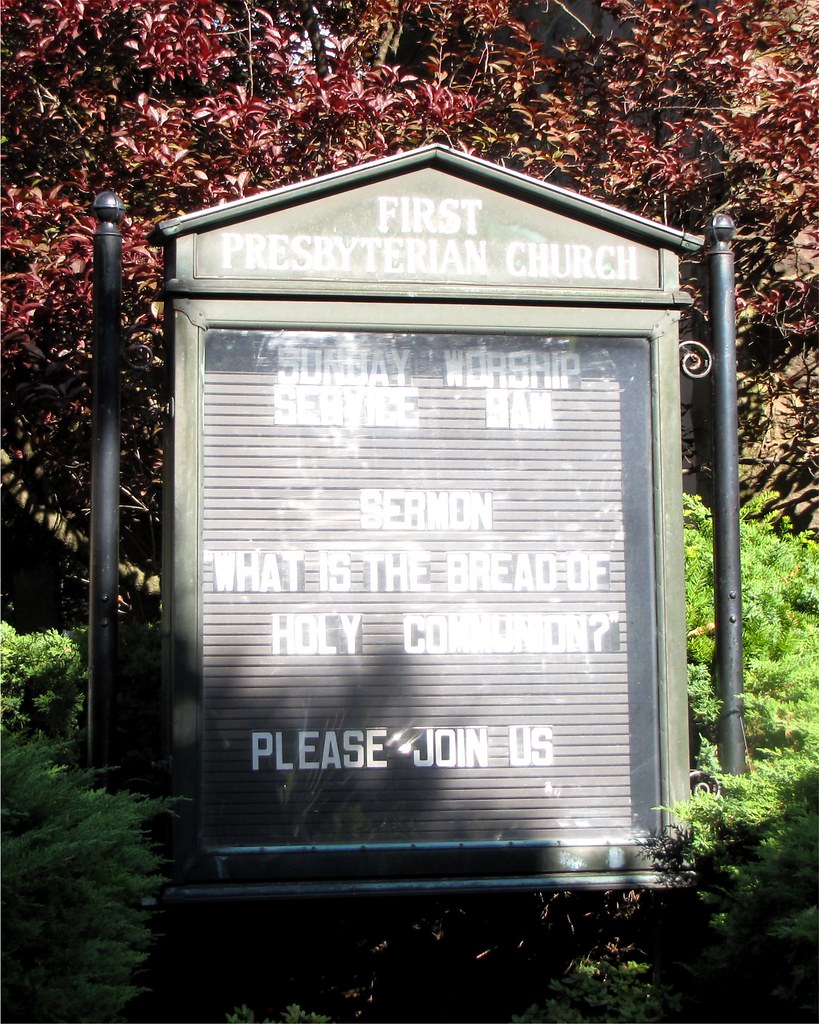 FIRST
PRESBYTERIAN CHURCH
SUNDAY WORSHIP
SERVICE 9AM
SERMON
"WHAT IS THE BREAD OF
HOLY COMMUNION?"
PLEASE JOIN US